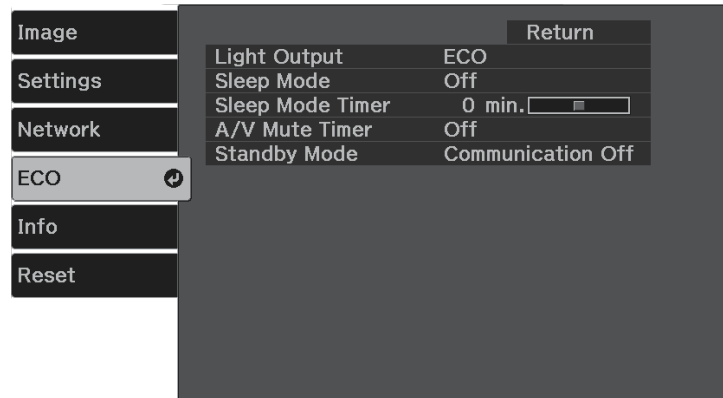 Image
Settings
Network
ECO
Info
Reset
Return
Light Output ECO
Sleep Mode Off
Sleep Mode Timer 0 min.
A/V Mute Timer Off
Standby Mode Communication Off